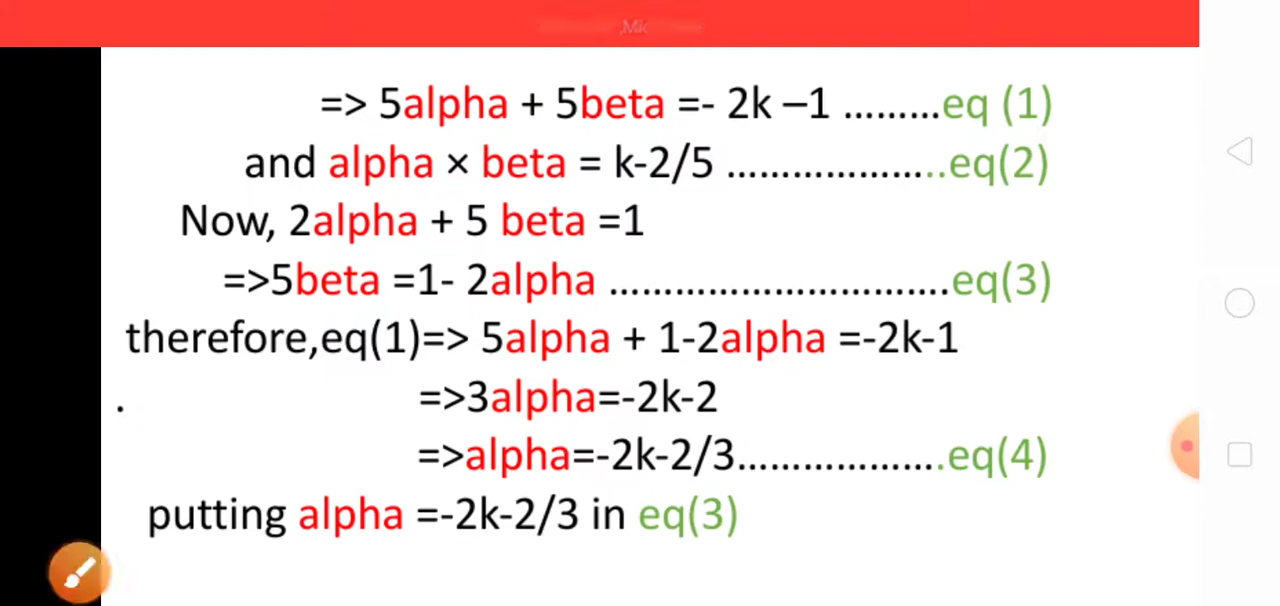 ,Mk
=> 5alpha + 5beta =- 2k –1 .........eq (1)
and alpha × beta = k-2/5 ....................eq(2)
Now, 2alpha + 5 beta =1
=>5beta =1- 2alpha ..............................eq(3)
therefore,eq(1)=> 5alpha + 1-2alpha =-2k-1
. =>3alpha=-2k-2
=>alpha=-2k-2/3....................eq(4)
putting alpha =-2k-2/3 in eq(3)